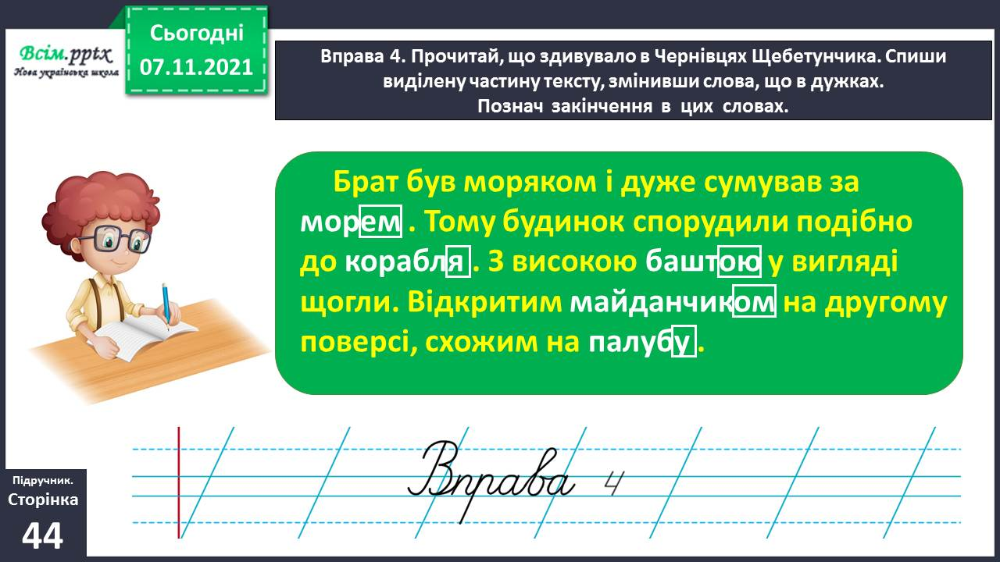 Всім.pptx
Нова українська школа
Сьогодні
07.11.2021
Вправа 4. Прочитай, що здивувало в Чернівцях Щебетунчика. Спиши
виділену частину тексту, змінивши слова, що в дужках.
Познач закінчення в цих словах.
Брат був моряком і дуже сумував за
морем . Тому будинок спорудили подібно
до корабля . З високою баштою у вигляді
щогли. Відкритим майданчиком на другому
поверсі, схожим на палубу .
Вправа 4
Підручник.
Сторінка
44